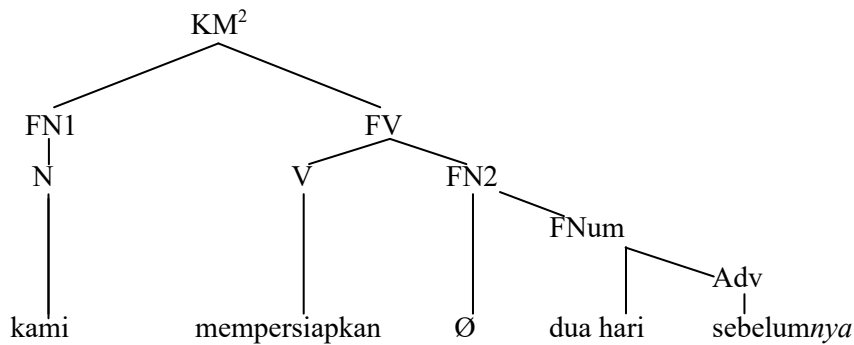 KM²
FN1 FV
N V FN2
FNum
Adv
kami mempersiapkan Ø dua hari sebelumnya